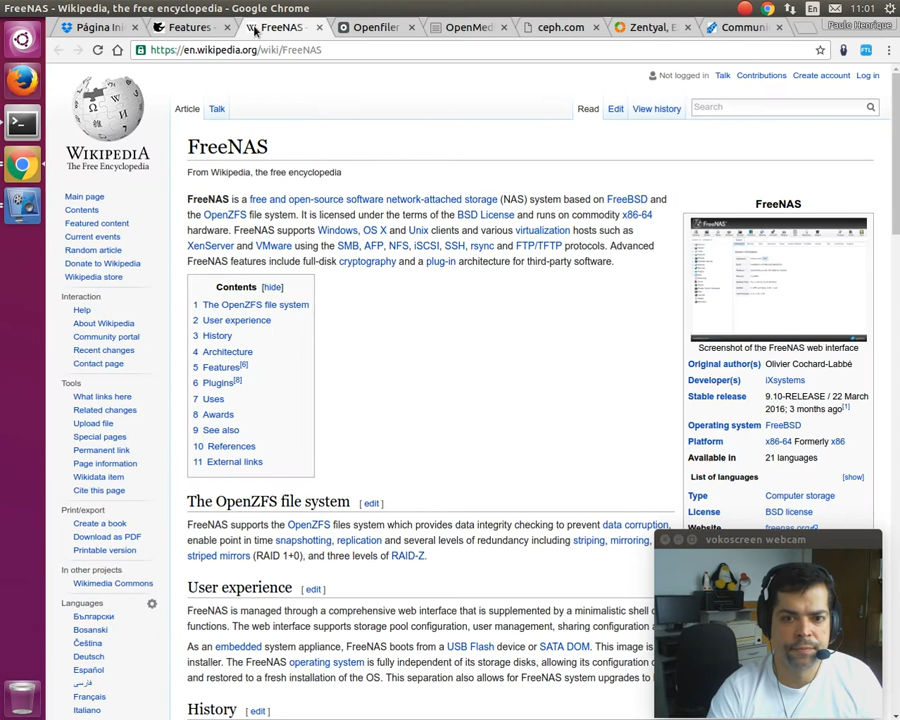 FreeNAS - Wikipedia, the free encyclopedia - Google Chrome
En
11:01
Página Ini
Features -
FreeNAS -
Openfiler
OpenMed
ceph.com
Zentyal, E
Communi
Paulo Henrique
https://en.wikipedia.org/wiki/FreeNAS
WIKIPEDIA
The Free Encyclopedia
Not logged in Talk Contributions Create account Log in
Article Talk
Read Edit View history
Search
FreeNAS
From Wikipedia, the free encyclopedia
FreeNAS is a free and open-source software network-attached storage (NAS) system based on FreeBSD and
the OpenZFS file system. It is licensed under the terms of the BSD License and runs on commodity x86-64
hardware. FreeNAS supports Windows, OS X and Unix clients and various virtualization hosts such as
XenServer and VMware using the SMB, AFP, NFS, iSCSI, SSH, rsync and FTP/TFTP protocols. Advanced
FreeNAS features include full-disk cryptography and a plug-in architecture for third-party software.
Contents [hide]
1 The OpenZFS file system
2 User experience
3 History
4 Architecture
5 Features[6]
6 Plugins[8]
7 Uses
8 Awards
9 See also
10 References
11 External links
The OpenZFS file system [ edit ]
FreeNAS supports the OpenZFS files system which provides data integrity checking to prevent data corruption,
enable point in time snapshotting, replication and several levels of redundancy including striping, mirroring,
striped mirrors (RAID 1+0), and three levels of RAID-Z.
User experience [ edit ]
FreeNAS is managed through a comprehensive web interface that is supplemented by a minimalistic shell
functions. The web interface supports storage pool configuration, user management, sharing configuration
As an embedded system appliance, FreeNAS boots from a USB Flash device or SATA DOM. This image is
installer. The FreeNAS operating system is fully independent of its storage disks, allowing its configuration
and restored to a fresh installation of the OS. This separation also allows for FreeNAS system upgrades to
History [ edit ]
FreeNAS
Screenshot of the FreeNAS web interface
Original author(s) Olivier Cochard-Labbé
Developer(s) iXsystems
Stable release 9.10-RELEASE / 22 March
2016; 3 months ago[1]
Operating system FreeBSD
Platform x86-64 Formerly x86
Available in 21 languages
List of languages [show]
Type Computer storage
License BSD license
Website freenas.org
Main page
Contents
Featured content
Current events
Random article
Donate to Wikipedia
Wikipedia store
Interaction
Help
About Wikipedia
Community portal
Recent changes
Contact page
Tools
What links here
Related changes
Upload file
Special pages
Permanent link
Page information
Wikidata item
Cite this page
Print/export
Create a book
Download as PDF
Printable version
In other projects
Wikimedia Commons
Languages
Български
Bosanski
Čeština
Deutsch
Español
فارسی
Français
Italiano
vokoscreen webcam